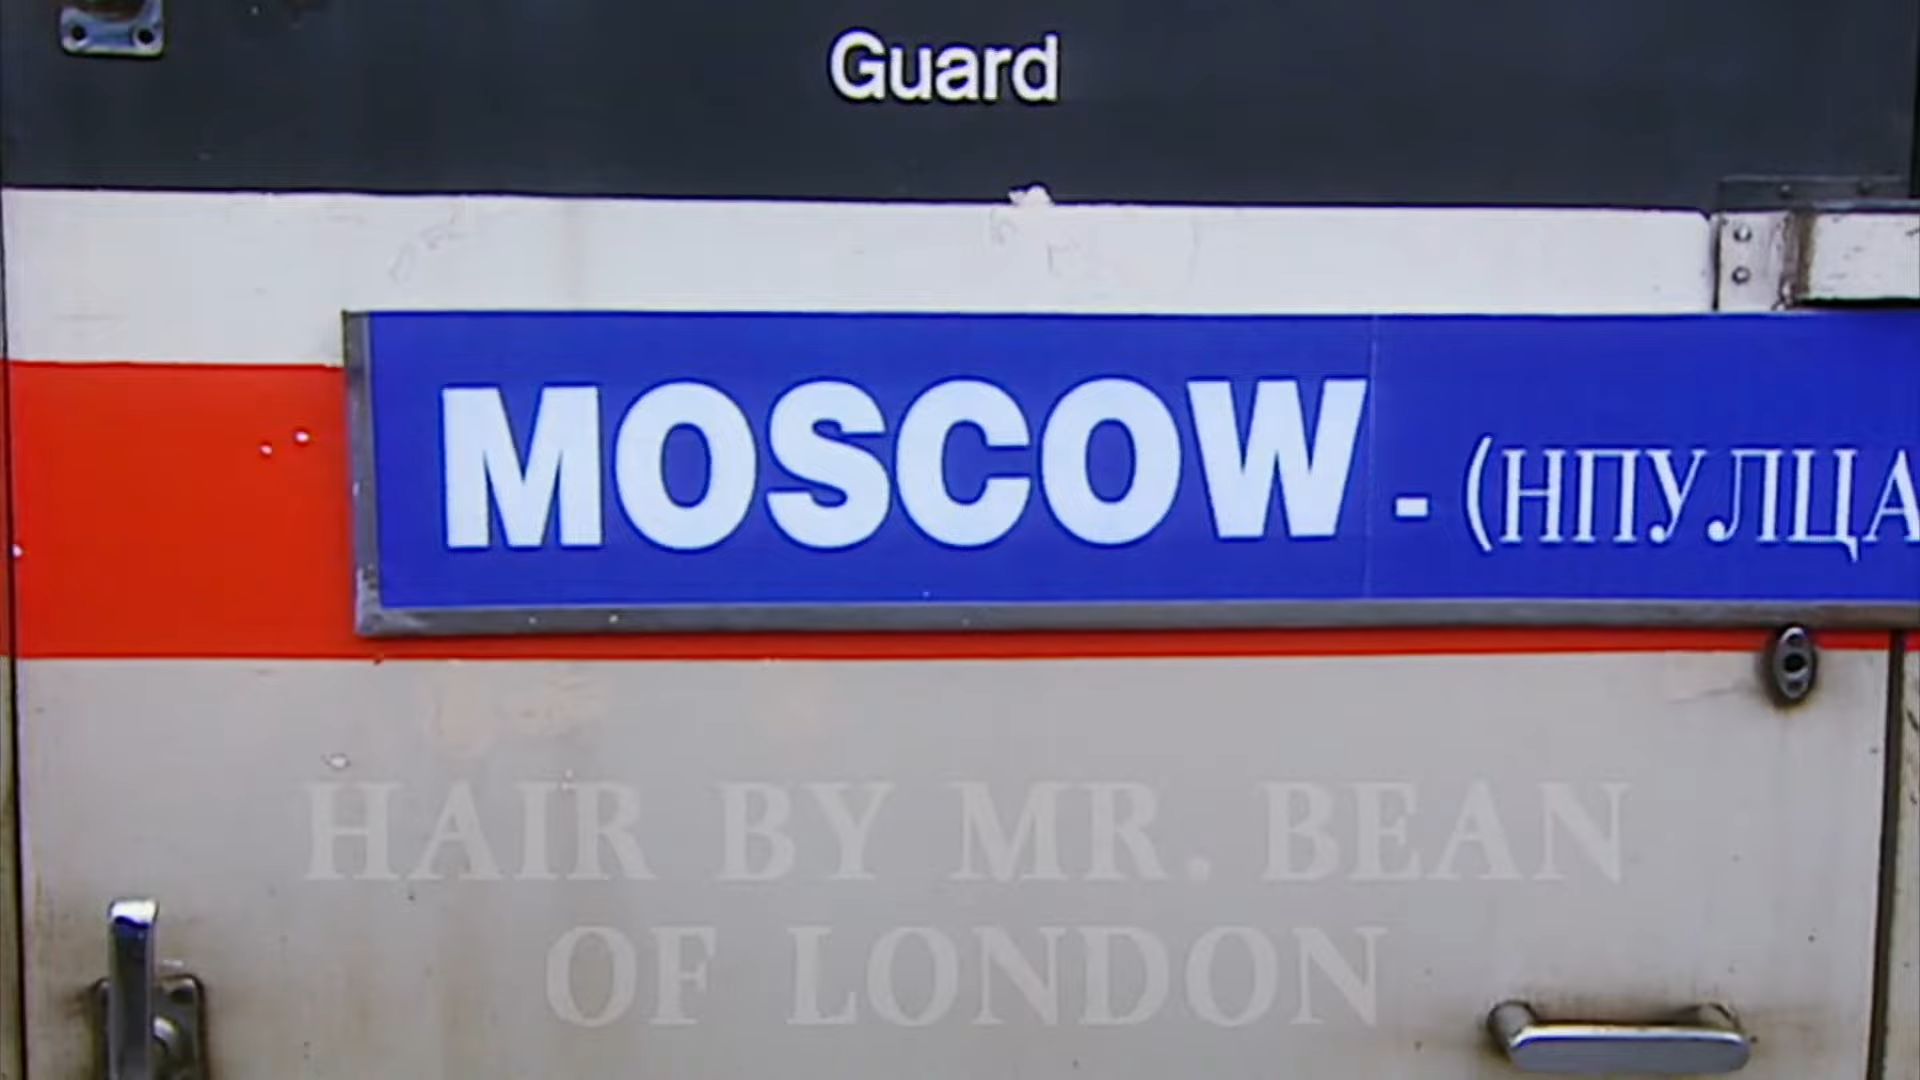 Guard
MOSCOW - (НПУЛЦА
HAIR BY MR. BEAN
OF LONDON